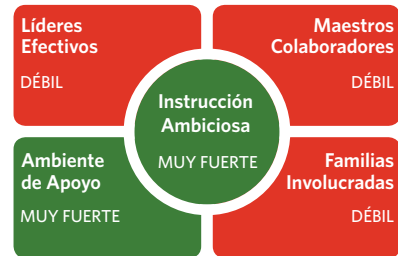 Líderes
Efectivos
DÉBIL
Maestros
Colaboradores
DÉBIL
Instrucción
Ambiciosa
MUY FUERTE
Ambiente
de Apoyo
MUY FUERTE
Familias
Involucradas
DÉBIL